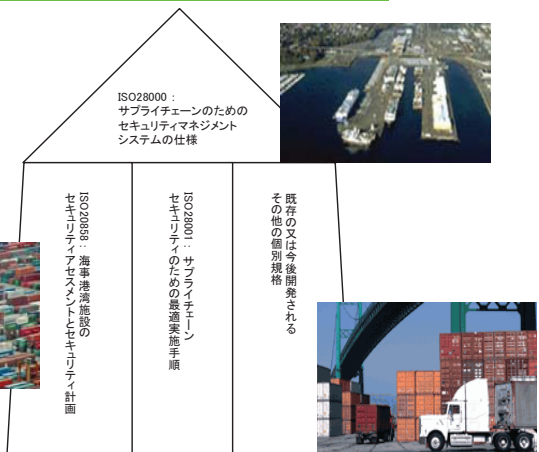 ISO28000：
サプライチェーンのための
セキュリティマネジメント
システムの仕様
ISO20858：海事港湾施設の
セキュリティアセスメントとセキュリティ計画
ISO28001：サプライチェーン
セキュリティのための最適実施手順
既存の又は今後開発される
その他の個別規格